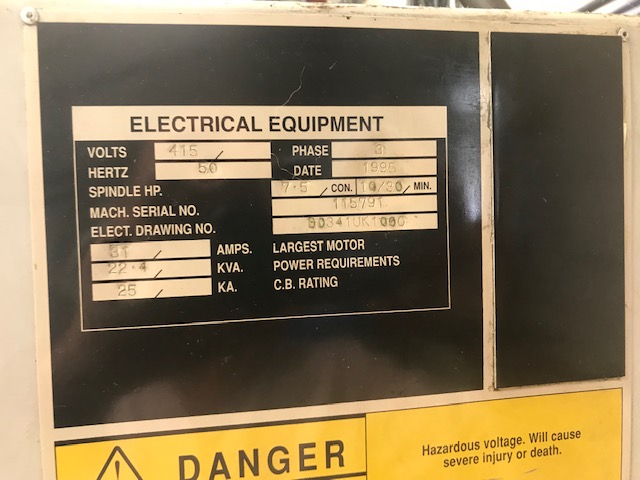 ELECTRICAL EQUIPMENT
VOLTS 415 / PHASE 3
HERTZ 50 DATE 1995
SPINDLE HP. 7.5 / CON. 10/30 / MIN.
MACH. SERIAL NO. 115791
ELECT. DRAWING NO.
31 / AMPS. LARGEST MOTOR
22.4 / KVA. POWER REQUIREMENTS
25 / KA. C.B. RATING
DANGER
Hazardous voltage. Will cause
severe injury or death.